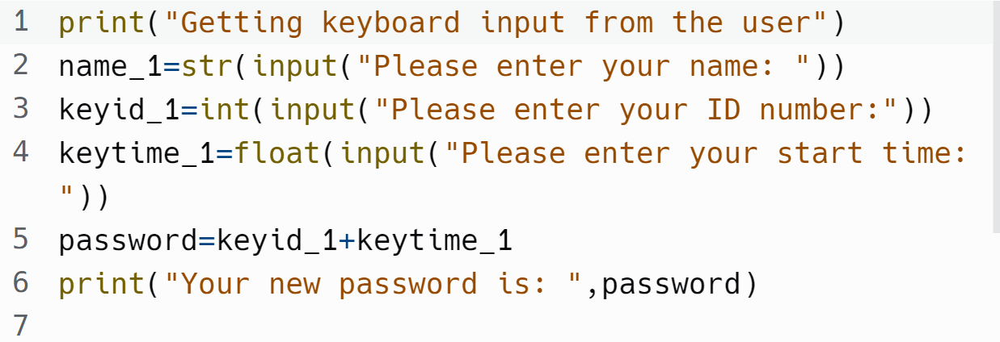 1 print("Getting keyboard input from the user")
2 name_1=str(input("Please enter your name: "))
3 keyid_1=int(input("Please enter your ID number:"))
4 keytime_1=float(input("Please enter your start time:
"))
5 password=keyid_1+keytime_1
6 print("Your new password is: ",password)
7